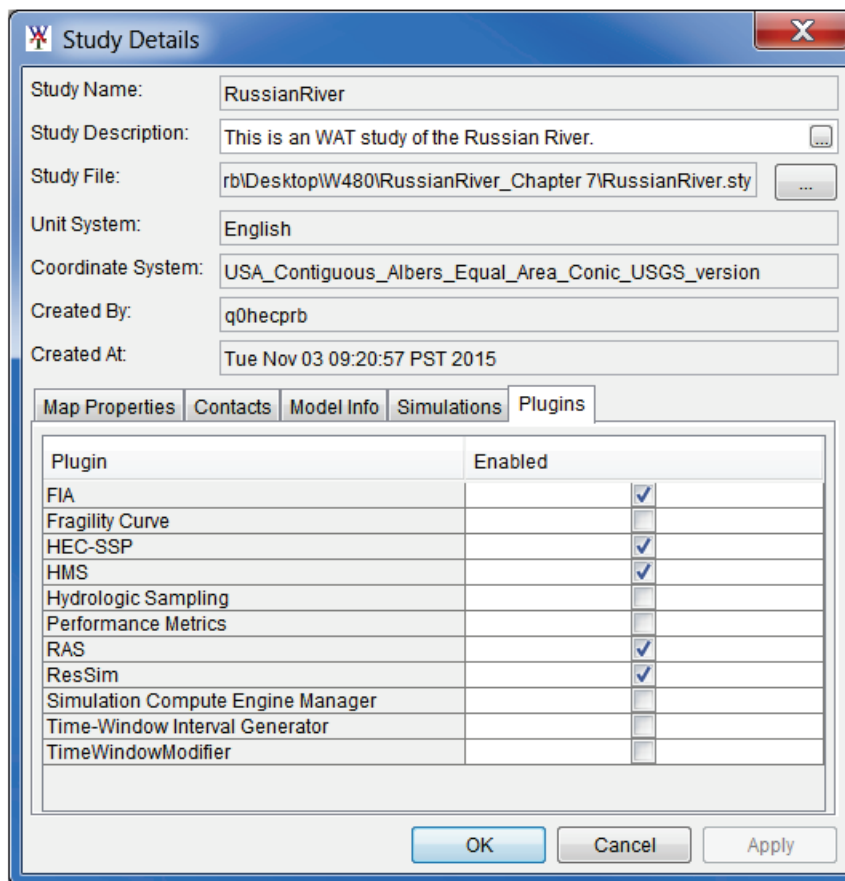 Study Details
Study Name: RussianRiver
Study Description: This is an WAT study of the Russian River. ...
Study File: rb\Desktop\W480\RussianRiver_Chapter 7\RussianRiver.sty ...
Unit System: English
Coordinate System: USA_Contiguous_Albers_Equal_Area_Conic_USGS_version
Created By: q0hecprb
Created At: Tue Nov 03 09:20:57 PST 2015
Map Properties Contacts Model Info Simulations Plugins
Plugin Enabled
FIA
Fragility Curve
HEC-SSP
HMS
Hydrologic Sampling
Performance Metrics
RAS
ResSim
Simulation Compute Engine Manager
Time-Window Interval Generator
TimeWindowModifier
OK Cancel Apply